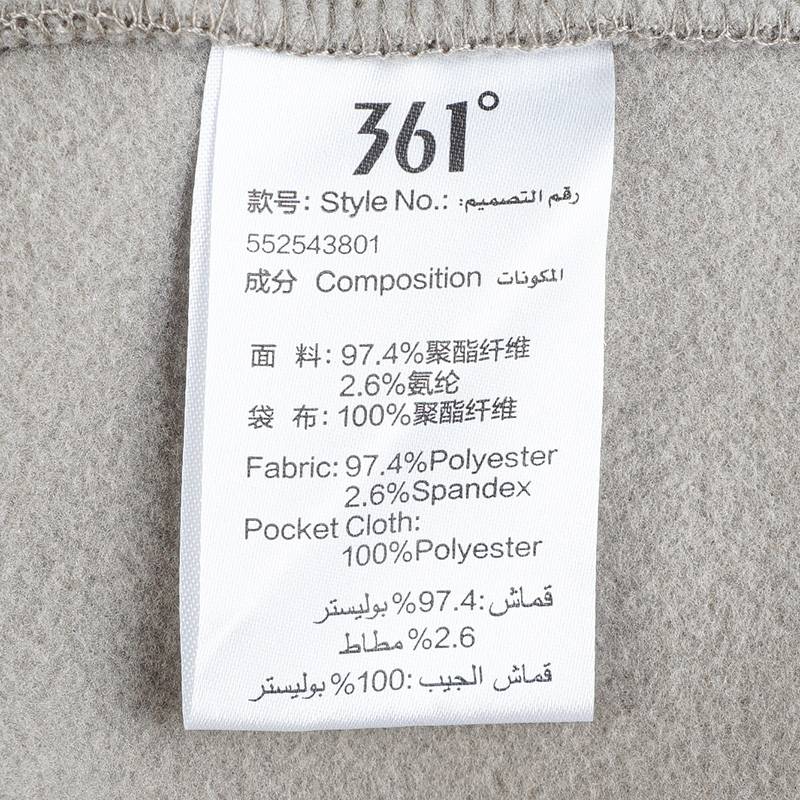 361°
款号: Style No.: رقم التصميم:
552543801
成分 Composition المكونات
面 料: 97.4%聚酯纤维
2.6%氨纶
袋 布: 100%聚酯纤维
Fabric: 97.4%Polyester
2.6%Spandex
Pocket Cloth:
100%Polyester
قماش: 97.4%بوليستر
2.6%مطاط
قماش الجيب: 100%بوليستر